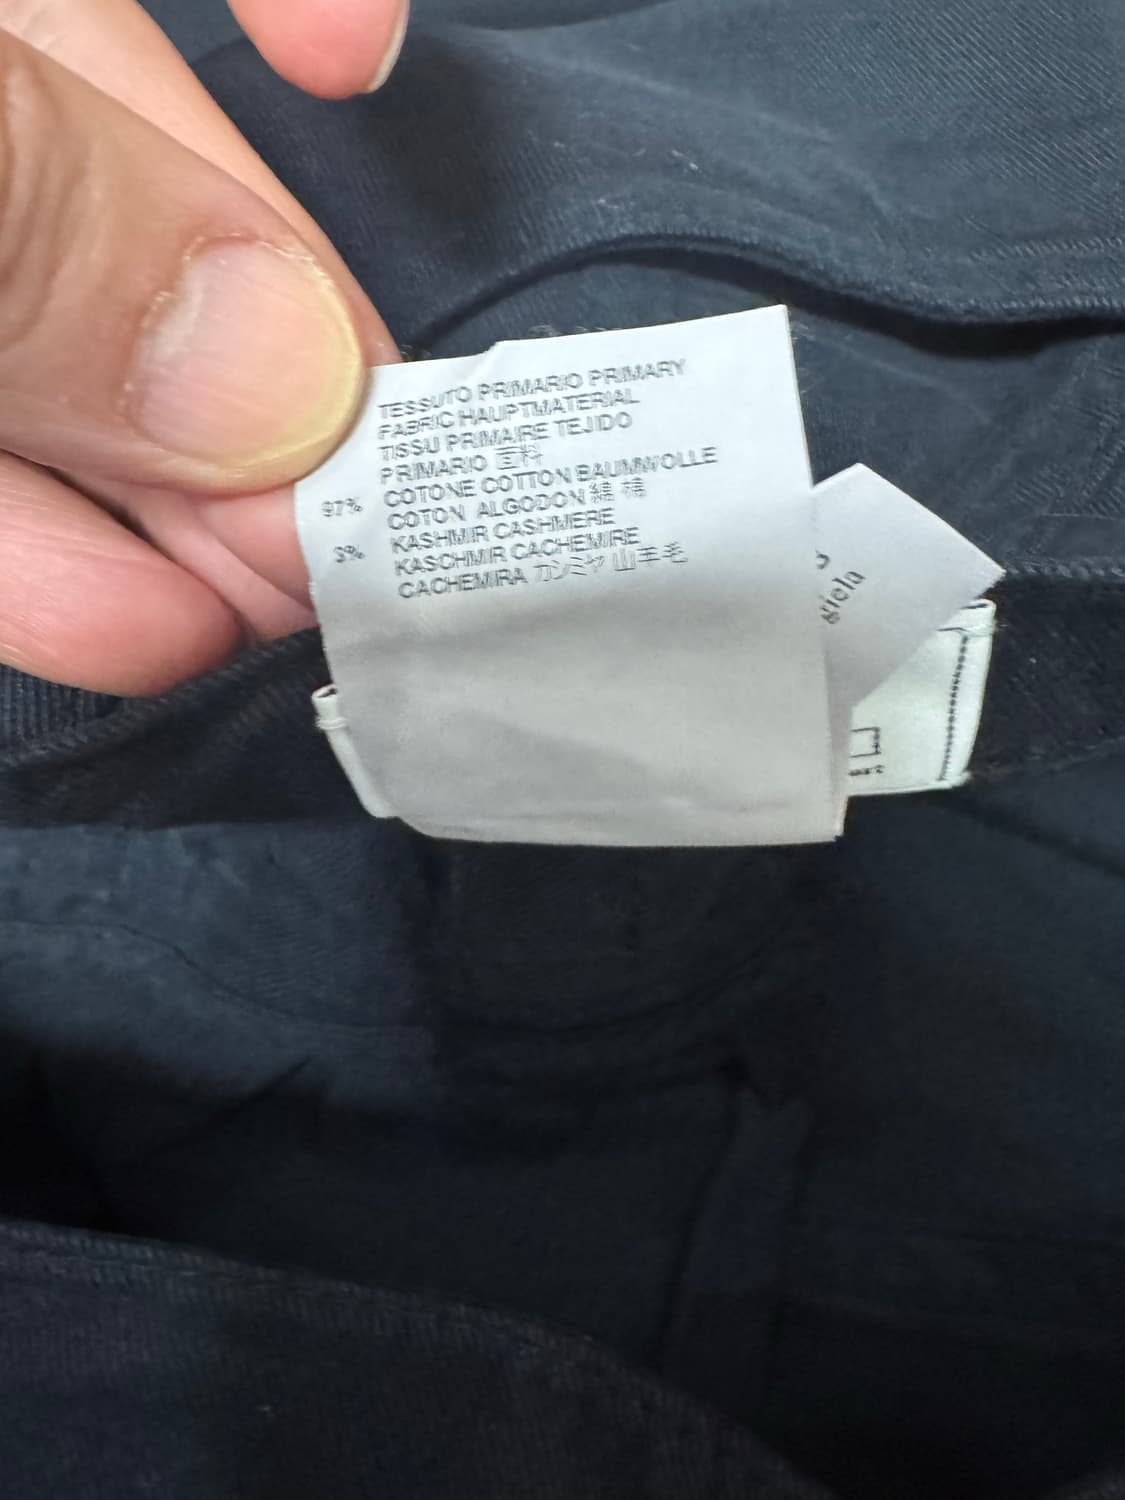 TESSUTO PRIMARIO PRIMARY
FABRIC HAUPTMATERIAL
TISSU PRIMAIRE TEJIDO
PRIMARIO 面料
97% COTONE COTTON BAUMWOLLE
COTON ALGODON 綿 棉
3% KASHMIR CASHMERE
KASCHMIR CACHEMIRE
CACHEMIRA カシミヤ 山羊毛
giela